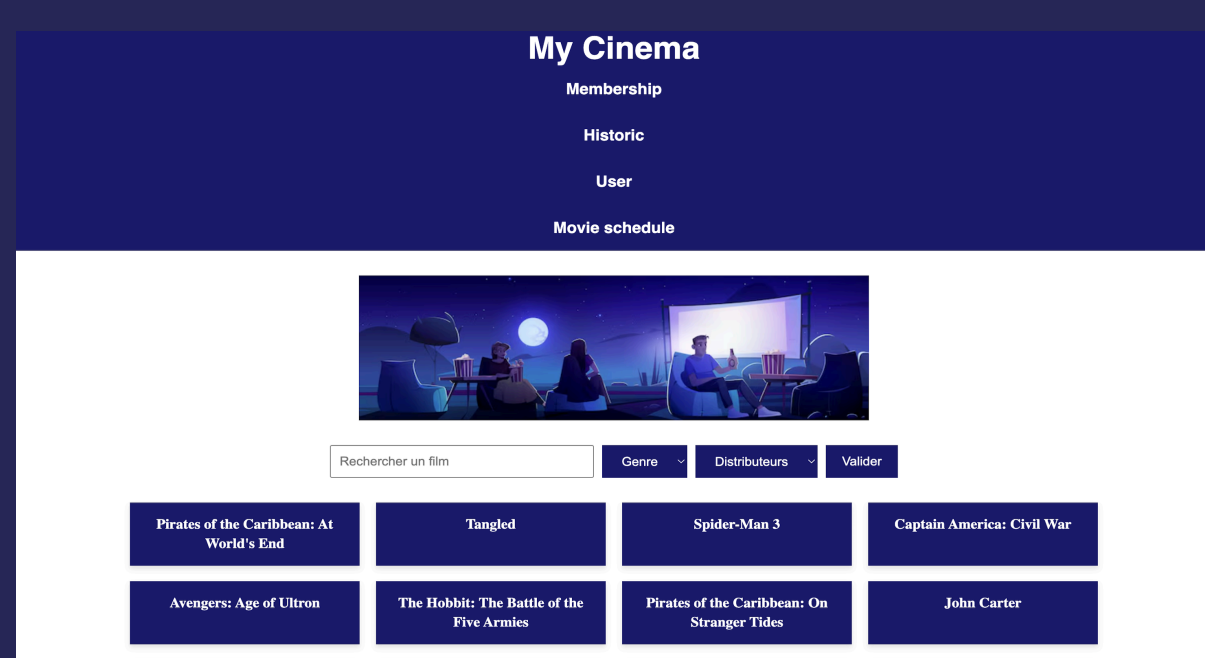 My Cinema
Membership
Historic
User
Movie schedule
Rechercher un film
Genre
Distributeurs
Valider
Pirates of the Caribbean: At
World's End
Tangled
Spider-Man 3
Captain America: Civil War
Avengers: Age of Ultron
The Hobbit: The Battle of the
Five Armies
Pirates of the Caribbean: On
Stranger Tides
John Carter